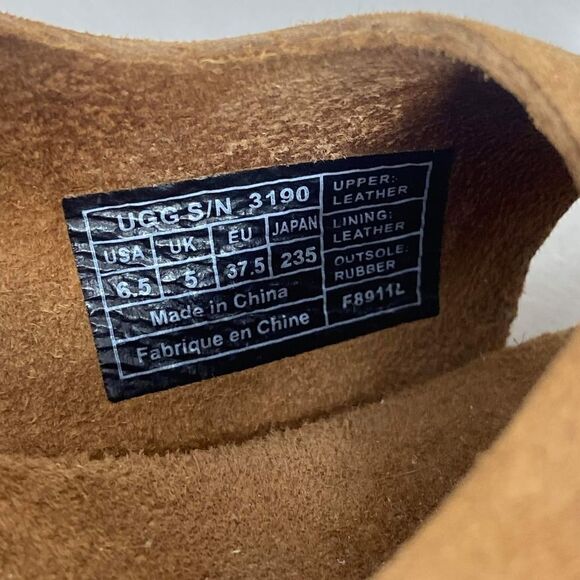 UGG S/N 3190
USA UK EU JAPAN
6.5 5 37.5 235
Made in China
Fabrique en Chine
UPPER:
LEATHER
LINING:
LEATHER
OUTSOLE:
RUBBER
F8911L